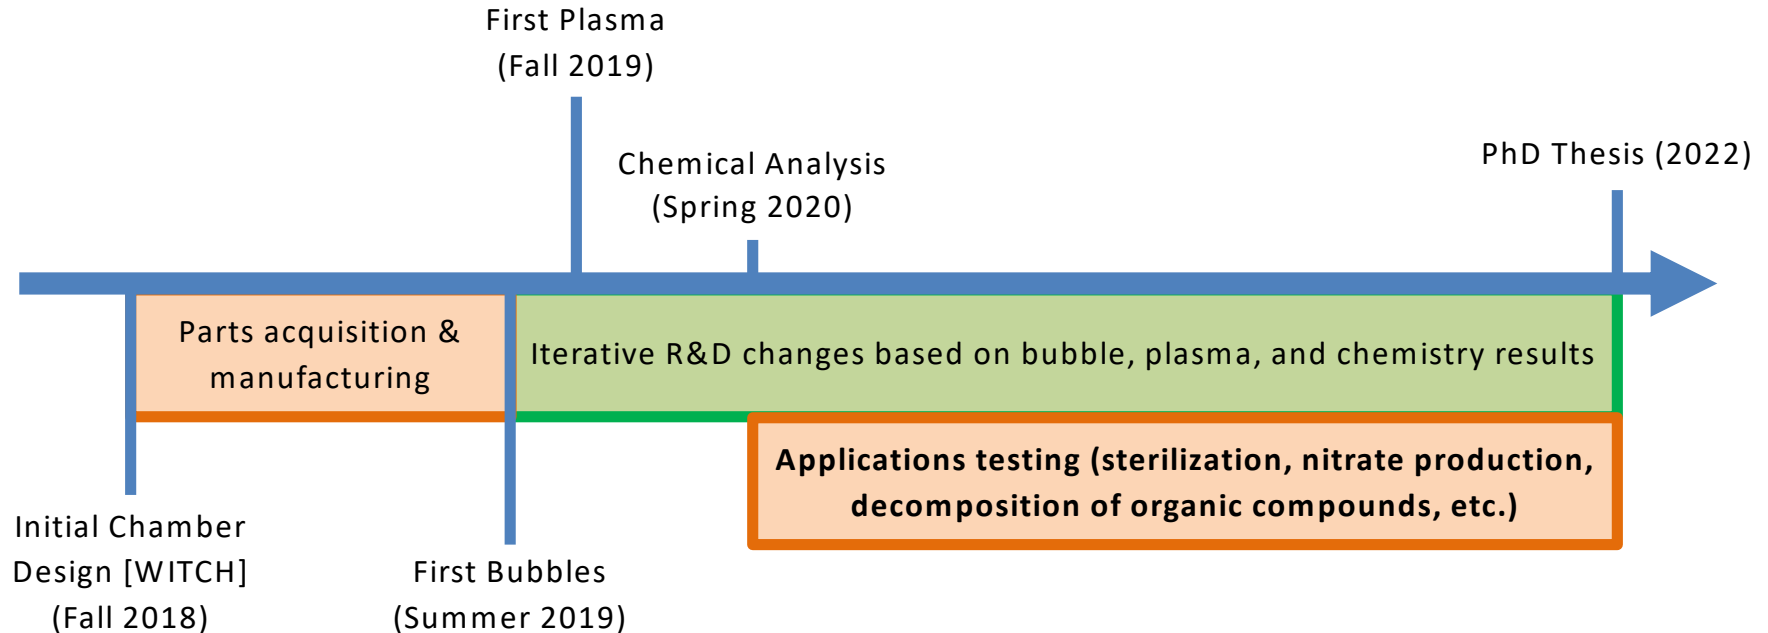 First Plasma
(Fall 2019)
Chemical Analysis
(Spring 2020)
PhD Thesis (2022)
Parts acquisition &
manufacturing
Iterative R&D changes based on bubble, plasma, and chemistry results
Applications testing (sterilization, nitrate production,
decomposition of organic compounds, etc.)
Initial Chamber
Design [WITCH]
(Fall 2018)
First Bubbles
(Summer 2019)